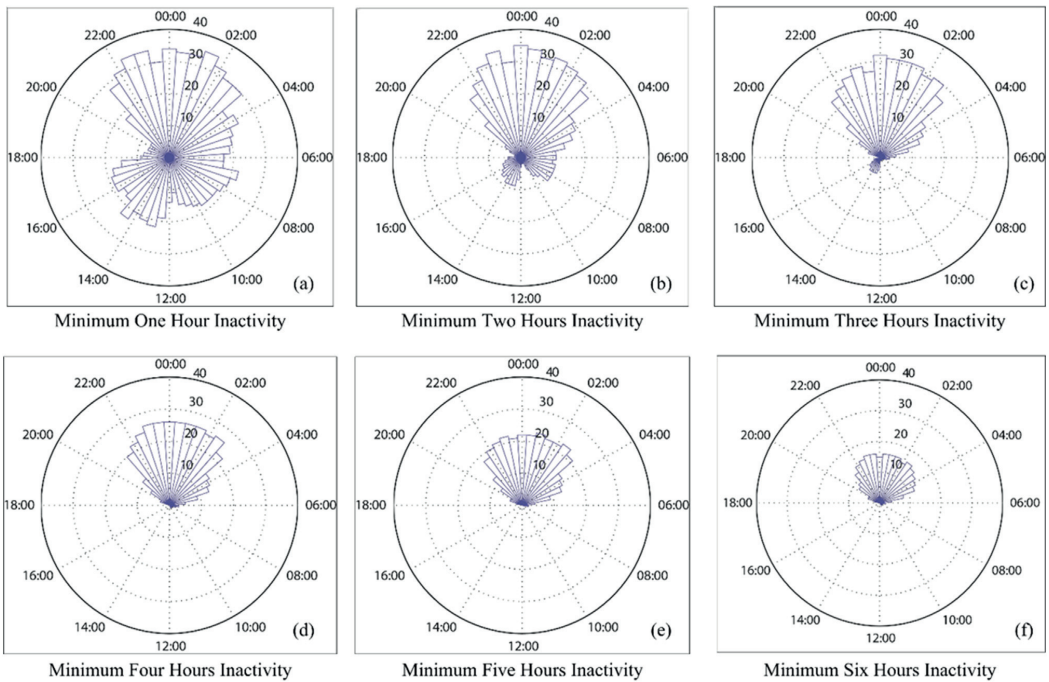 00:00 40
22:00 02:00
30
20:00 20 04:00
10
18:00 06:00
16:00 08:00
14:00 10:00
12:00
(a)
Minimum One Hour Inactivity
00:00 40
22:00 02:00
30
20:00 20 04:00
10
18:00 06:00
16:00 08:00
14:00 10:00
12:00
(b)
Minimum Two Hours Inactivity
00:00 40
22:00 02:00
30
20:00 20 04:00
10
18:00 06:00
16:00 08:00
14:00 10:00
12:00
(c)
Minimum Three Hours Inactivity
00:00 40
22:00 02:00
30
20:00 20 04:00
10
18:00 06:00
16:00 08:00
14:00 10:00
12:00
(d)
Minimum Four Hours Inactivity
00:00 40
22:00 02:00
30
20:00 20 04:00
10
18:00 06:00
16:00 08:00
14:00 10:00
12:00
(e)
Minimum Five Hours Inactivity
00:00 40
22:00 02:00
30
20:00 20 04:00
10
18:00 06:00
16:00 08:00
14:00 10:00
12:00
(f)
Minimum Six Hours Inactivity